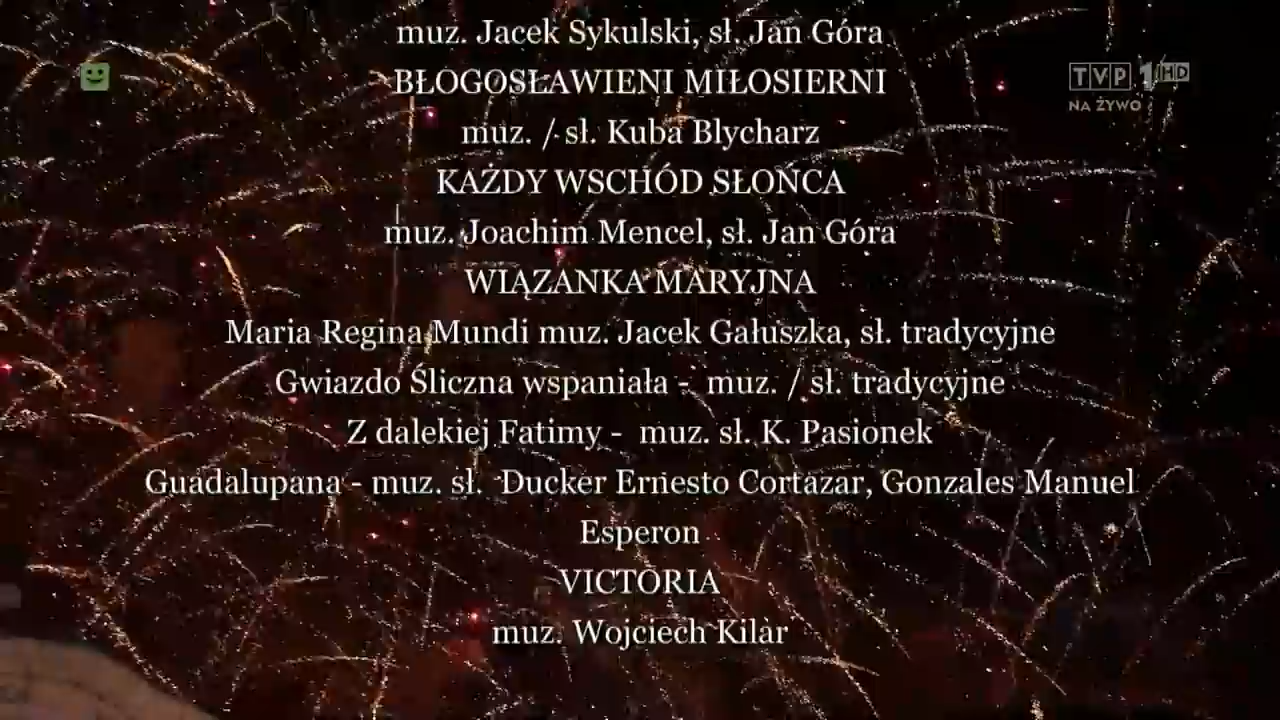 muz. Jacek Sykulski, sł. Jan Góra
BŁOGOSŁAWIENI MIŁOSIERNI
muz. / sł. Kuba Blycharz
KAŻDY WSCHÓD SŁOŃCA
muz. Joachim Mencel, sł. Jan Góra
WIĄZANKA MARYJNA
Maria Regina Mundi muz. Jacek Gałuszka, sł. tradycyjne
Gwiazdo Śliczna wspaniała - muz. / sł. tradycyjne
Z dalekiej Fatimy - muz. sł. K. Pasionek
Guadalupana - muz. sł. Ducker Ernesto Cortazar, Gonzales Manuel
Esperon
VICTORIA
muz. Wojciech Kilar
TVP 1 HD
NA ŻYWO